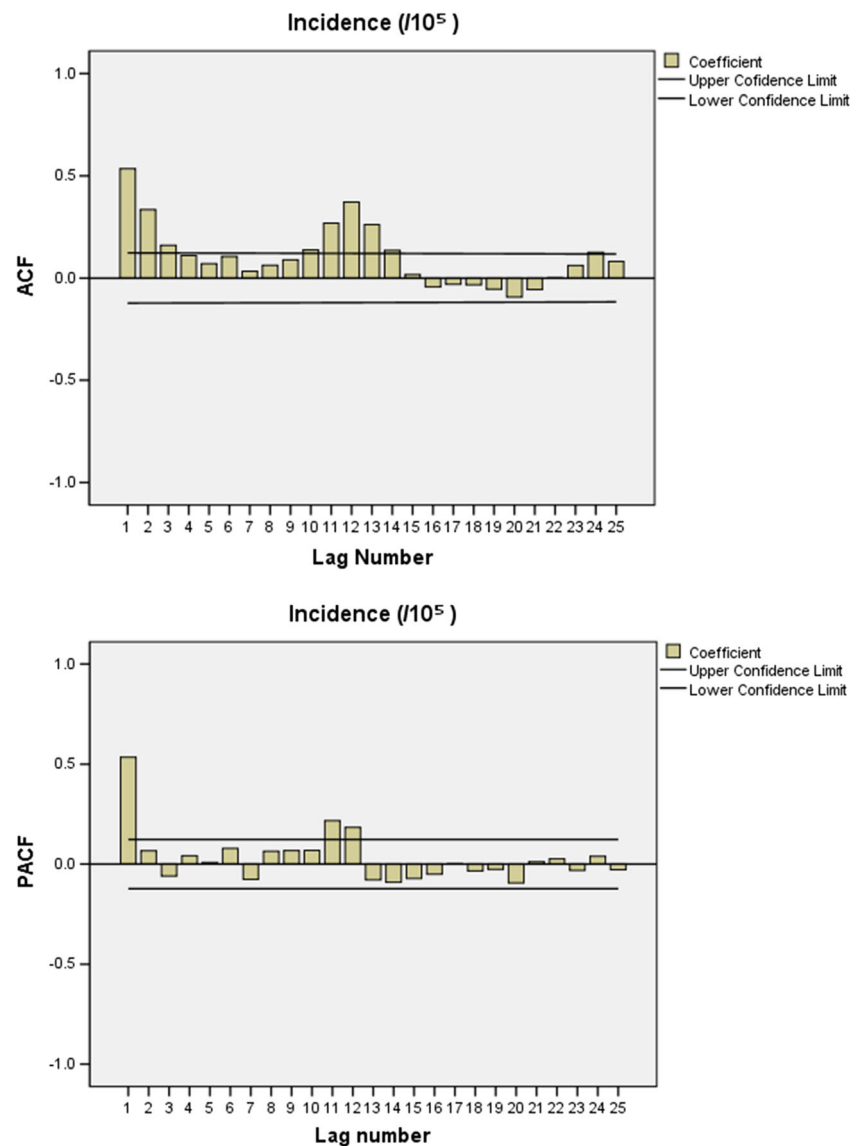 Incidence (/10⁵ )
Coefficient
Upper Cofidence Limit
Lower Confidence Limit
1.0
0.5
0.0
-0.5
-1.0
ACF
1 2 3 4 5 6 7 8 9 10 11 12 13 14 15 16 17 18 19 20 21 22 23 24 25
Lag Number
Incidence (/10⁵ )
Coefficient
Upper Confidence Limit
Lower Confidence Limit
1.0
0.5
0.0
-0.5
-1.0
PACF
1 2 3 4 5 6 7 8 9 10 11 12 13 14 15 16 17 18 19 20 21 22 23 24 25
Lag number